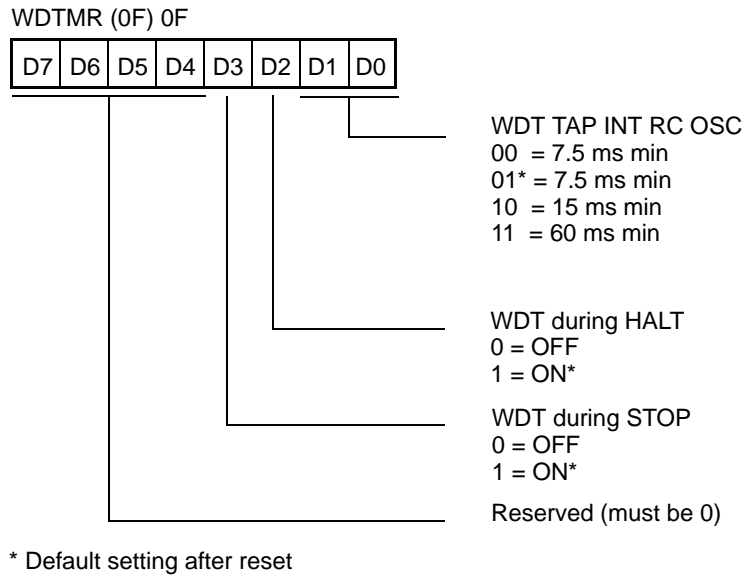 WDTMR (0F) 0F
D7 D6 D5 D4 D3 D2 D1 D0
WDT TAP INT RC OSC
00 = 7.5 ms min
01* = 7.5 ms min
10 = 15 ms min
11 = 60 ms min
WDT during HALT
0 = OFF
1 = ON*
WDT during STOP
0 = OFF
1 = ON*
Reserved (must be 0)
* Default setting after reset